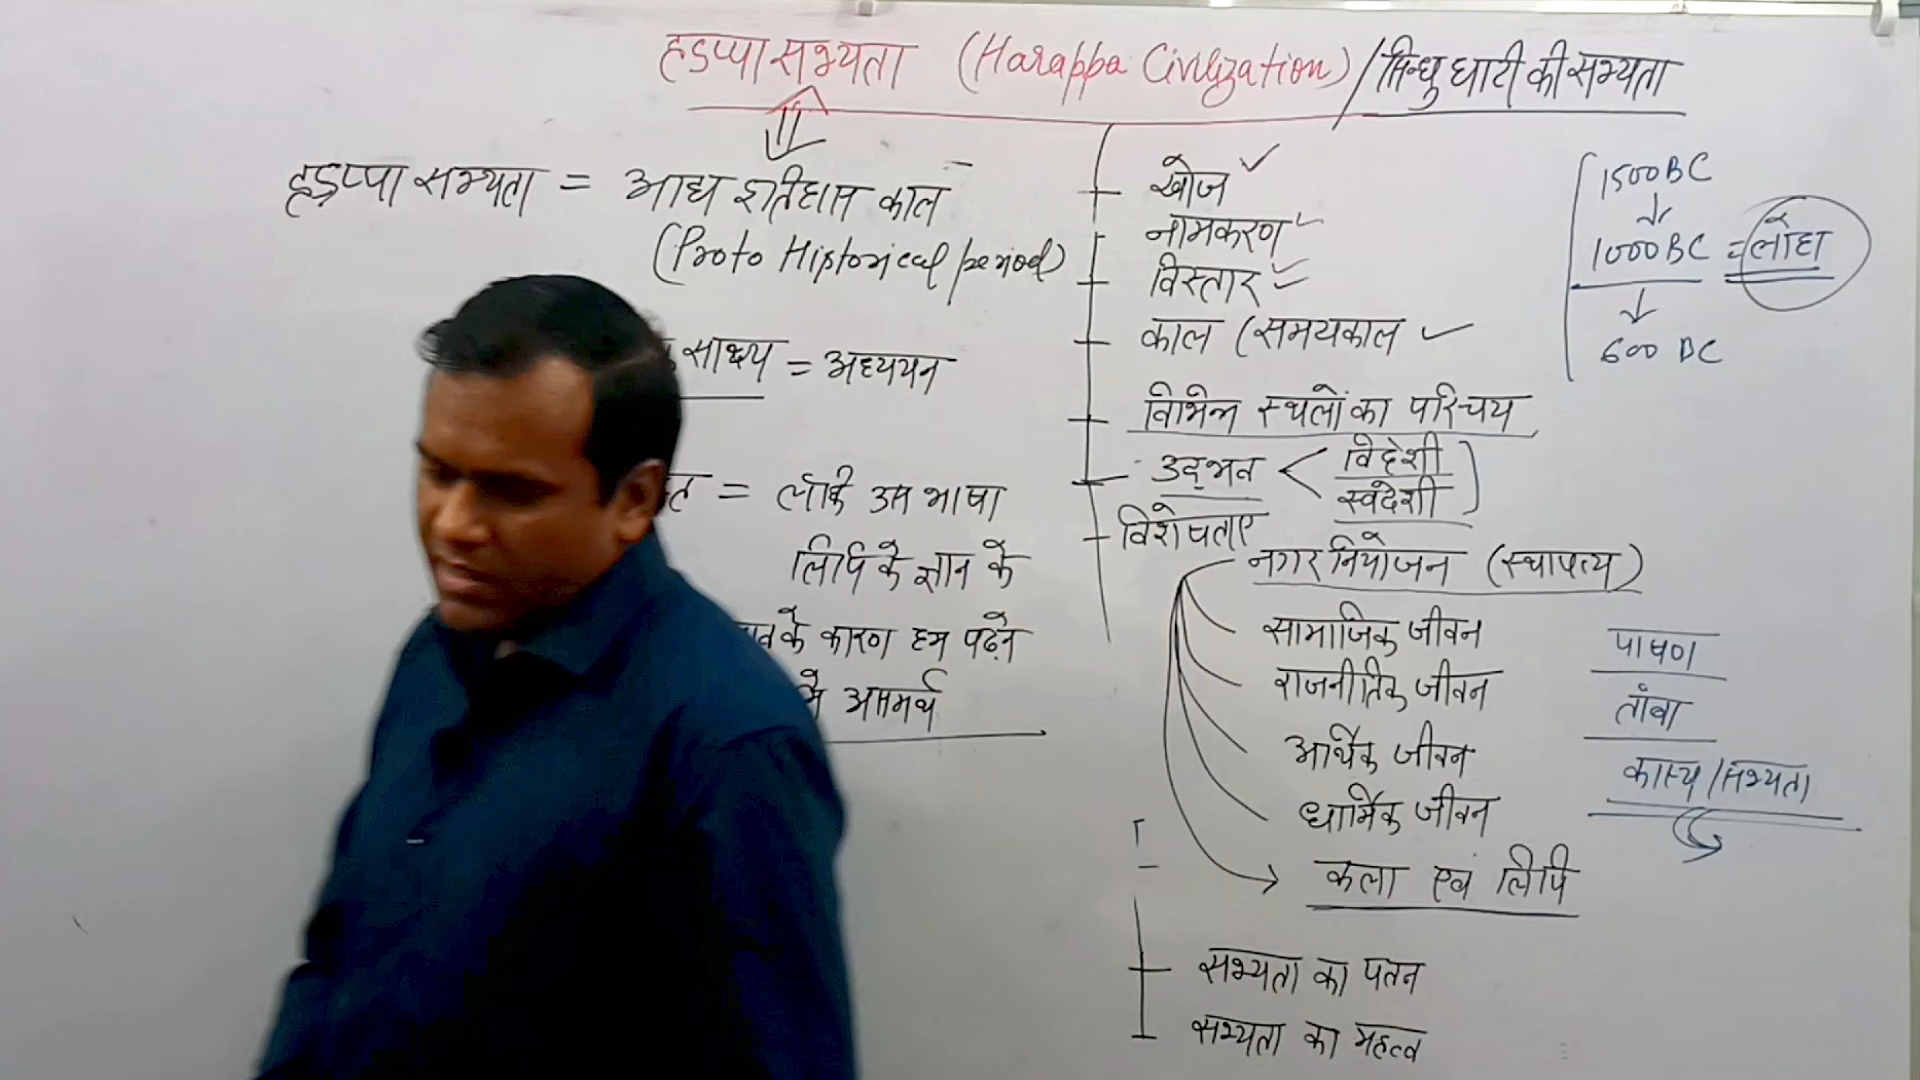 हडप्पा सभ्यता (Harappa Civilization) / सिन्धु घाटी की सभ्यता
हड़प्पा सभ्यता = आद्य इतिहास काल
(Proto Historical period)
साक्ष्य = अध्ययन
= लेकि उस भाषा
लिपि के ज्ञान के
के कारण हम पढ़ने
मे असमर्थ
खोज
नामकरण
विस्तार
काल (समयकाल
विभिन्न स्थलों का परिचय
उद्भव < विदेशी
स्वदेशी
विशेषताए
नगर नियोजन (स्थापत्य)
सामाजिक जीवन
राजनीतिक जीवन
आर्थिक जीवन
धार्मिक जीवन
कला एवं लिपि
सभ्यता का पतन
सभ्यता का महत्व
1500 BC
1000 BC = लोहा
600 BC
पाषण
तांबा
कास्य / सभ्यता